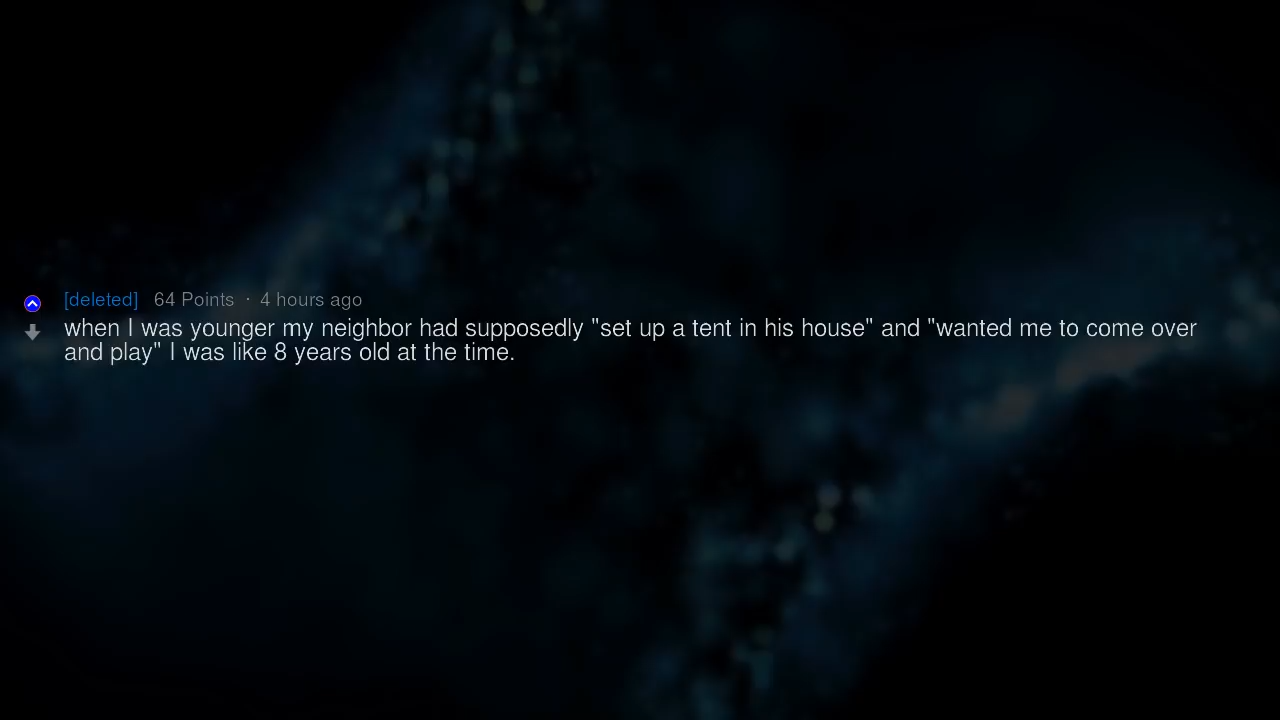 [deleted] 64 Points · 4 hours ago
when I was younger my neighbor had supposedly "set up a tent in his house" and "wanted me to come over
and play" I was like 8 years old at the time.